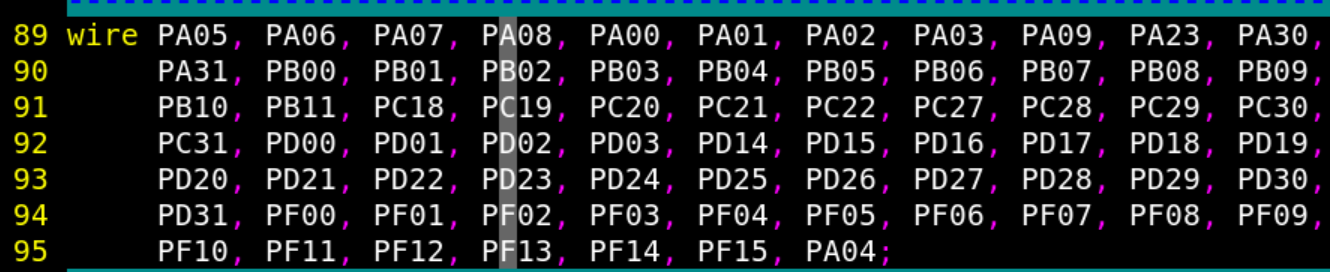 89 wire PA05, PA06, PA07, PA08, PA00, PA01, PA02, PA03, PA09, PA23, PA30,
90 PA31, PB00, PB01, PB02, PB03, PB04, PB05, PB06, PB07, PB08, PB09,
91 PB10, PB11, PC18, PC19, PC20, PC21, PC22, PC27, PC28, PC29, PC30,
92 PC31, PD00, PD01, PD02, PD03, PD14, PD15, PD16, PD17, PD18, PD19,
93 PD20, PD21, PD22, PD23, PD24, PD25, PD26, PD27, PD28, PD29, PD30,
94 PD31, PF00, PF01, PF02, PF03, PF04, PF05, PF06, PF07, PF08, PF09,
95 PF10, PF11, PF12, PF13, PF14, PF15, PA04;